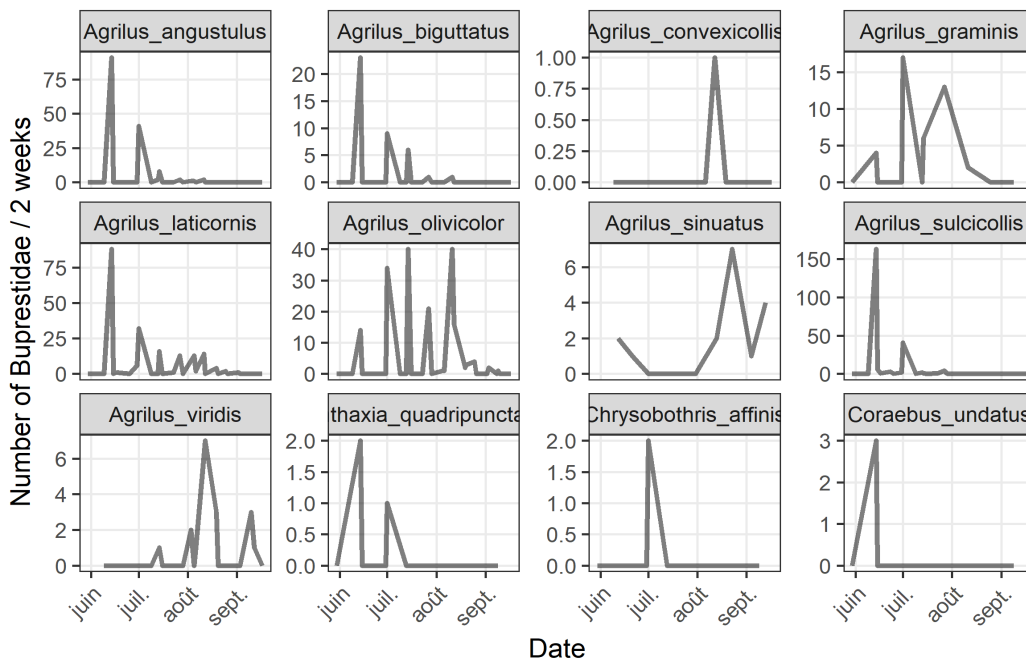 Number of Buprestidae / 2 weeks
Agrilus_angustulus
Agrilus_biguttatus
Agrilus_convexicollis
Agrilus_graminis
75
50
25
0
20
15
10
5
0
1.00
0.75
0.50
0.25
0.00
15
10
5
0
Agrilus_laticornis
Agrilus_olivicolor
Agrilus_sinuatus
Agrilus_sulcicollis
75
50
25
0
40
30
20
10
0
6
4
2
0
150
100
50
0
Agrilus_viridis
thaxia_quadripuncta
Chrysobothris_affinis
Coraebus_undatus
6
4
2
0
2.0
1.5
1.0
0.5
0.0
2.0
1.5
1.0
0.5
0.0
3
2
1
0
juin juil. août sept.
juin juil. août sept.
juin juil. août sept.
juin juil. août sept.
Date